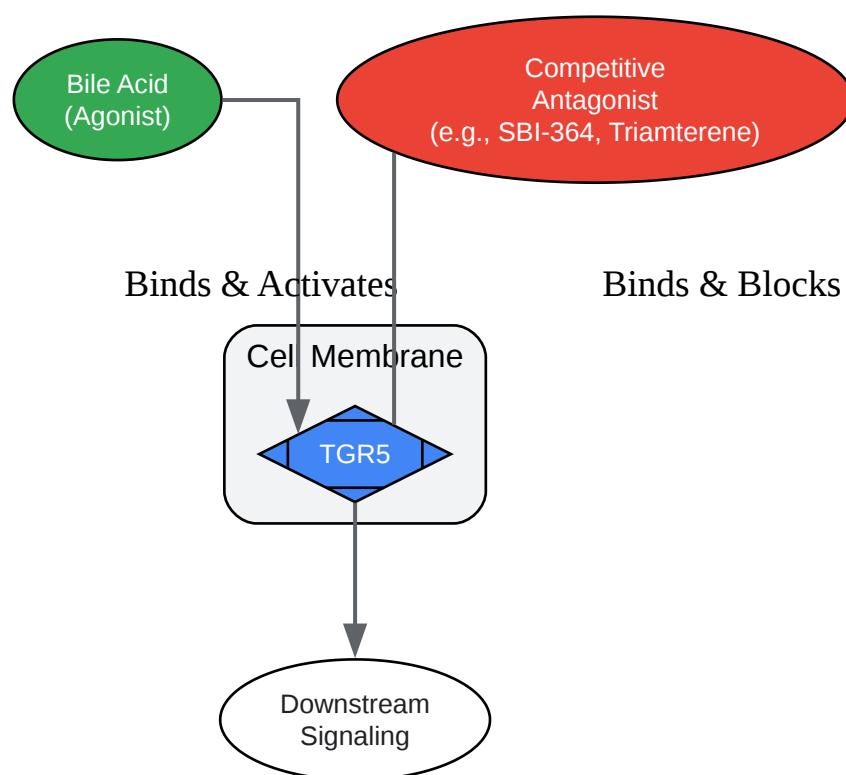 Bile Acid
(Agonist)
Competitive
Antagonist
(e.g., SBI-364, Triamterene)
Binds & Activates
Binds & Blocks
Cell Membrane
TGR5
Downstream
Signaling